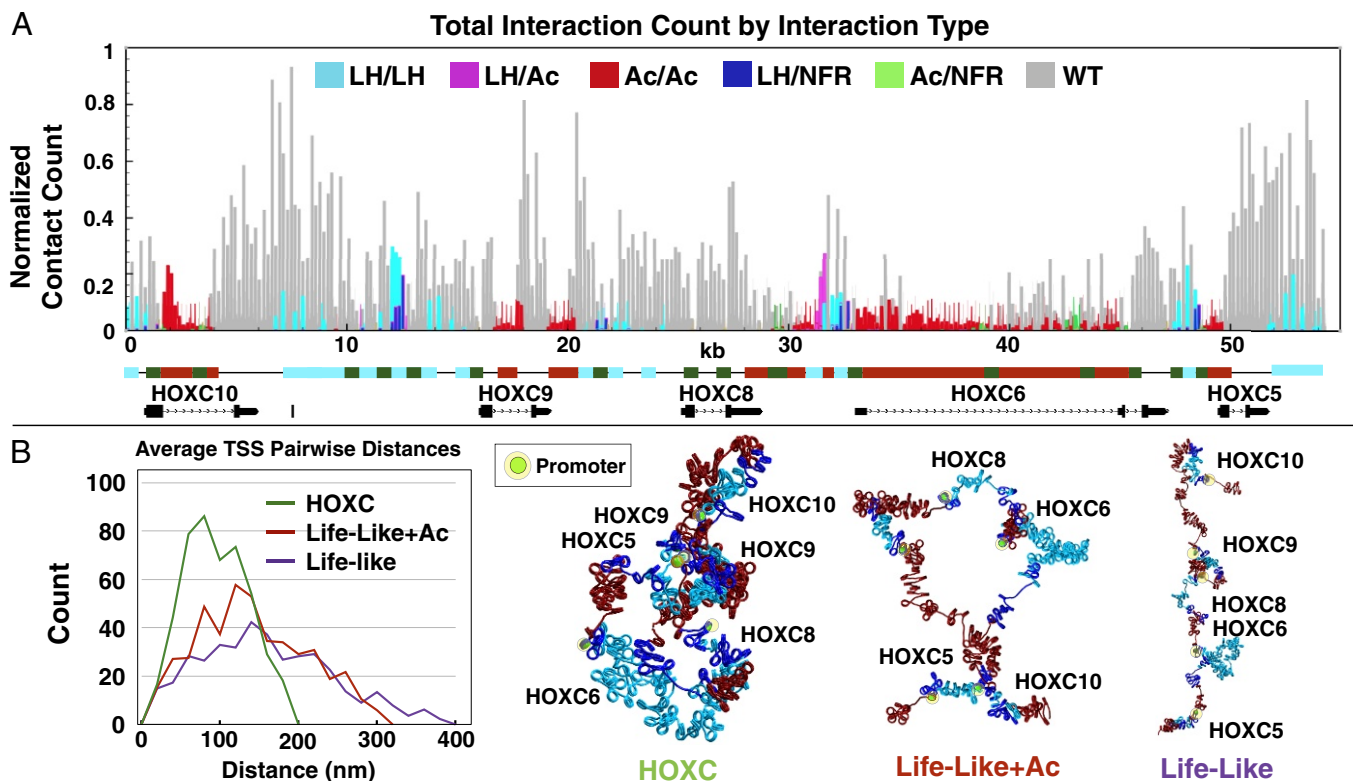 A
Total Interaction Count by Interaction Type
Normalized
Contact Count
1
0.8
0.6
0.4
0.2
0
LH/LH LH/Ac Ac/Ac LH/NFR Ac/NFR WT
0 10 20 30 40 50
kb
HOXC10 HOXC9 HOXC8 HOXC6 HOXC5
B
Average TSS Pairwise Distances
Count
100
80
60
40
20
0
HOXC
Life-Like+Ac
Life-like
0 100 200 300 400
Distance (nm)
Promoter
HOXC10
HOXC9
HOXC5
HOXC9
HOXC8
HOXC6
HOXC
HOXC8
HOXC6
HOXC5
HOXC10
Life-Like+Ac
HOXC10
HOXC9
HOXC8
HOXC6
HOXC5
Life-Like